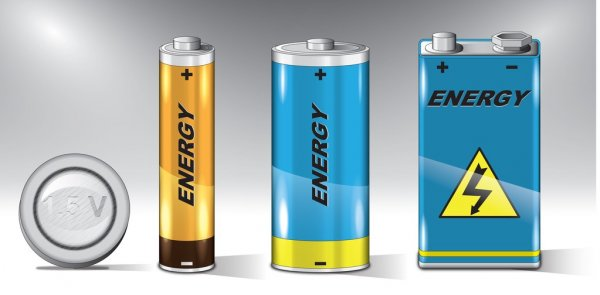 1.5 V
+
ENERGY
-
+
ENERGY
-
+ -
ENERGY